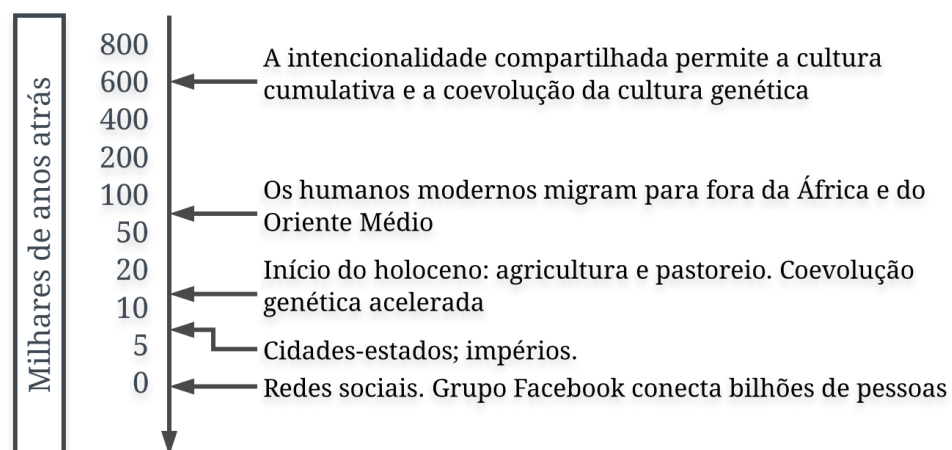 Milhares de anos atrás
800
A intencionalidade compartilhada permite a cultura
600
cumulativa e a coevolução da cultura genética
400
200
100
Os humanos modernos migram para fora da África e do
Oriente Médio
50
20
Início do holoceno: agricultura e pastoreio. Coevolução
genética acelerada
10
5
Cidades-estados; impérios.
0
Redes sociais. Grupo Facebook conecta bilhões de pessoas